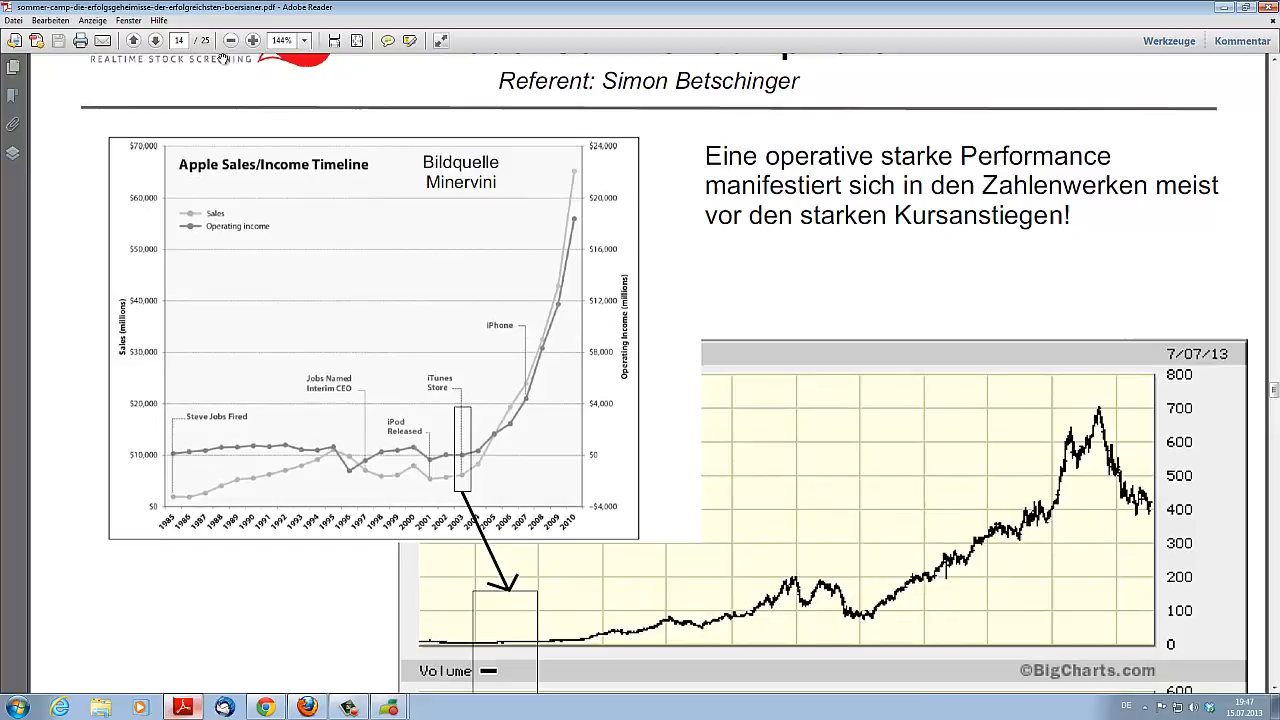 sommer-camp-die-erfolgsgeheimisse-der-erfolgreichsten-boersianer.pdf - Adobe Reader
Datei Bearbeiten Anzeige Fenster Hilfe
14 / 25 144% Werkzeuge Kommentar
REALTIME STOCK SCREENING
Referent: Simon Betschinger
Apple Sales/Income Timeline
Bildquelle
Minervini
Sales
Operating income
$70,000
$60,000
$50,000
$40,000
$30,000
$20,000
$10,000
$0
Sales (millions)
$24,000
$20,000
$16,000
$12,000
$8,000
$4,000
$0
–$4,000
Operating Income (millions)
Steve Jobs Fired
Jobs Named
Interim CEO
iPod
Released
iTunes
Store
iPhone
1985 1986 1987 1988 1989 1990 1991 1992 1993 1994 1995 1996 1997 1998 1999 2000 2001 2002 2003 2004 2005 2006 2007 2008 2009 2010
Eine operative starke Performance
manifestiert sich in den Zahlenwerken meist
vor den starken Kursanstiegen!
7/07/13
800
700
600
500
400
300
200
100
0
Volume
©BigCharts.com
600
DE
19:47
15.07.2013